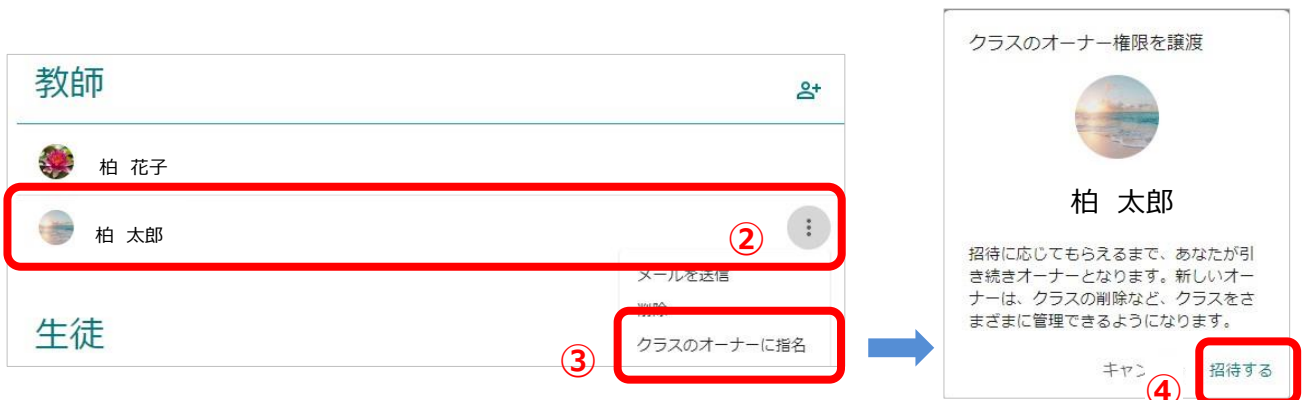 教師
柏 花子
柏 太郎
②
メールを送信
削除
生徒
③
クラスのオーナーに指名
クラスのオーナー権限を譲渡
柏 太郎
招待に応じてもらえるまで、あなたが引
き続きオーナーとなります。新しいオー
ナーは、クラスの削除など、クラスをさ
まざまに管理できるようになります。
キャン
④
招待する